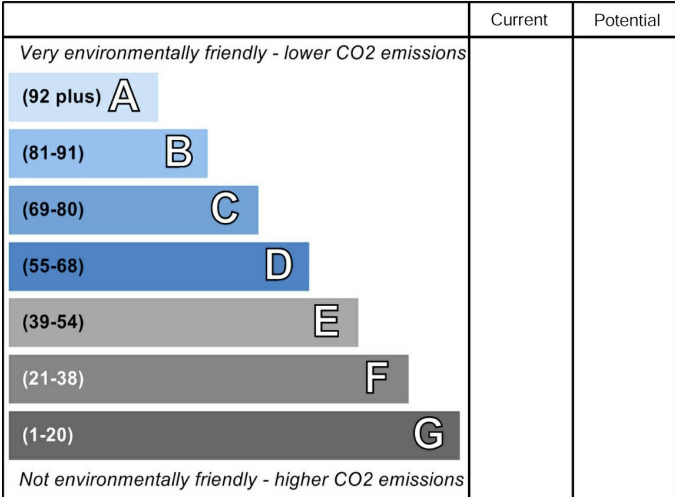 Current Potential
Very environmentally friendly - lower CO2 emissions
(92 plus) A
(81-91) B
(69-80) C
(55-68) D
(39-54) E
(21-38) F
(1-20) G
Not environmentally friendly - higher CO2 emissions